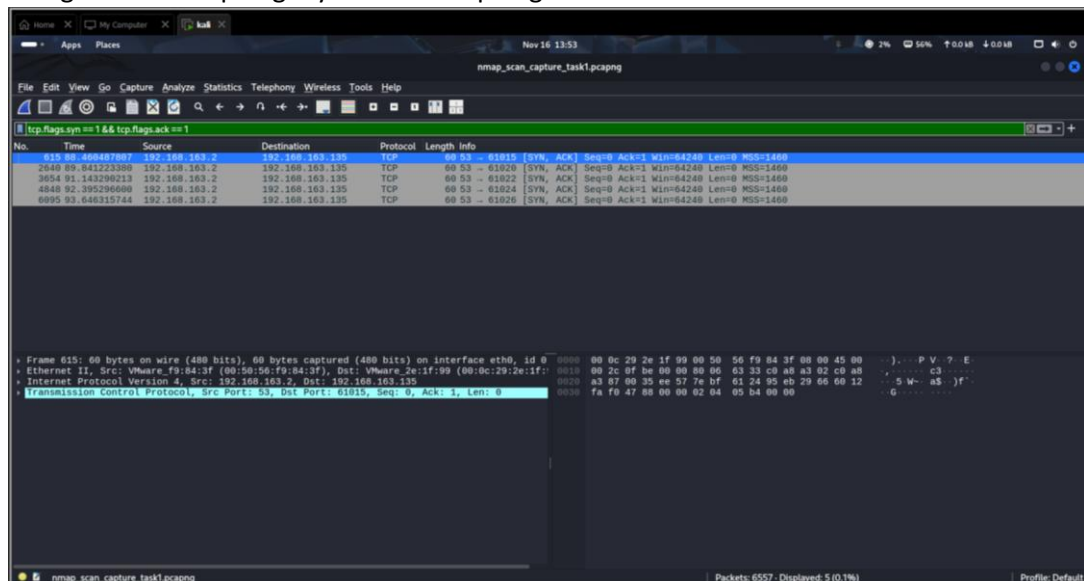 Home My Computer kali
Apps Places Nov 16 13:53 2% 56% 0.0 kB 0.0 kB
nmap_scan_capture_task1.pcapng
File Edit View Go Capture Analyze Statistics Telephony Wireless Tools Help
tcp.flags.syn == 1 && tcp.flags.ack == 1
No. Time Source Destination Protocol Length Info
615 88.460487807 192.168.163.2 192.168.163.135 TCP 60 53 → 61015 [SYN, ACK] Seq=0 Ack=1 Win=64240 Len=0 MSS=1460
2640 89.841223380 192.168.163.2 192.168.163.135 TCP 60 53 → 61020 [SYN, ACK] Seq=0 Ack=1 Win=64240 Len=0 MSS=1460
3654 91.143290213 192.168.163.2 192.168.163.135 TCP 60 53 → 61022 [SYN, ACK] Seq=0 Ack=1 Win=64240 Len=0 MSS=1460
4848 92.395296600 192.168.163.2 192.168.163.135 TCP 60 53 → 61024 [SYN, ACK] Seq=0 Ack=1 Win=64240 Len=0 MSS=1460
6095 93.646315744 192.168.163.2 192.168.163.135 TCP 60 53 → 61026 [SYN, ACK] Seq=0 Ack=1 Win=64240 Len=0 MSS=1460
Frame 615: 60 bytes on wire (480 bits), 60 bytes captured (480 bits) on interface eth0, id 0
Ethernet II, Src: VMware_f9:84:3f (00:50:56:f9:84:3f), Dst: VMware_2e:1f:99 (00:0c:29:2e:1f:
Internet Protocol Version 4, Src: 192.168.163.2, Dst: 192.168.163.135
Transmission Control Protocol, Src Port: 53, Dst Port: 61015, Seq: 0, Ack: 1, Len: 0
0000 00 0c 29 2e 1f 99 00 50 56 f9 84 3f 08 00 45 00 ..)....P V..?..E.
0010 00 2c 0f be 00 00 80 06 63 33 c0 a8 a3 02 c0 a8 .,...... c3......
0020 a3 87 00 35 ee 57 7e bf 61 24 95 eb 29 66 60 12 ...5.W~. a$..)f`.
0030 fa f0 47 88 00 00 02 04 05 b4 00 00 ..G..... ....
nmap_scan_capture_task1.pcapng Packets: 6557 · Displayed: 5 (0.1%) Profile: Default